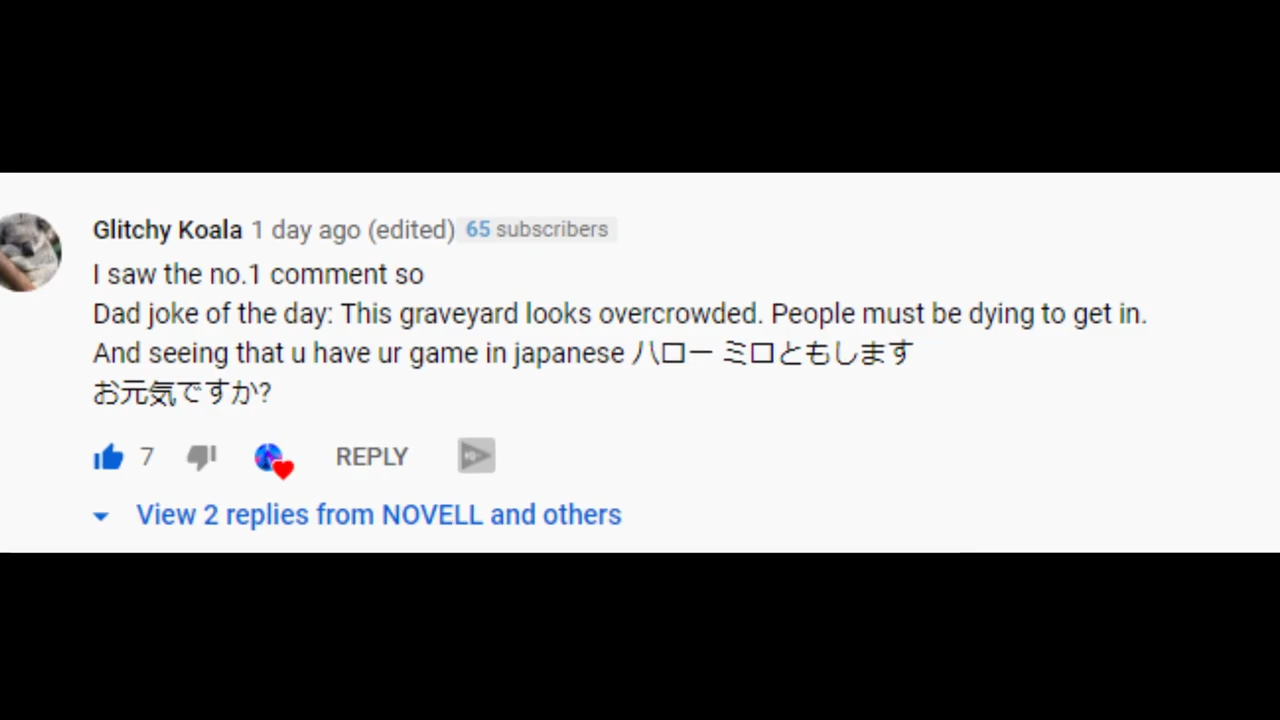 Glitchy Koala 1 day ago (edited) 65 subscribers
I saw the no.1 comment so
Dad joke of the day: This graveyard looks overcrowded. People must be dying to get in.
And seeing that u have ur game in japanese ハロー ミロともします
お元気ですか?
7 REPLY
View 2 replies from NOVELL and others